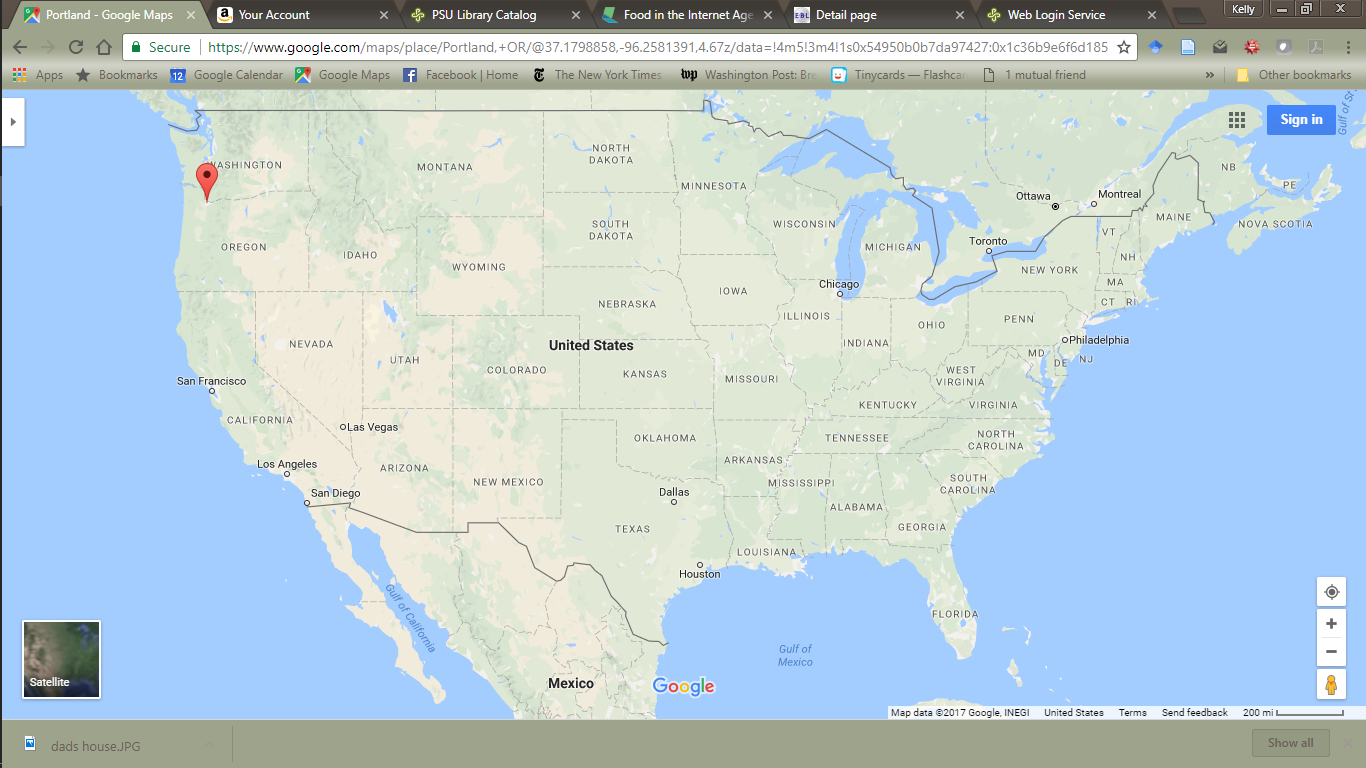 Portland - Google Maps
Your Account
PSU Library Catalog
Food in the Internet Age
EBL Detail page
Web Login Service
Kelly
Secure https://www.google.com/maps/place/Portland,+OR/@37.1798858,-96.2581391,4.67z/data=!4m5!3m4!1s0x54950b0b7da97427:0x1c36b9e6f6d185
Apps
Bookmarks
12 Google Calendar
Google Maps
Facebook | Home
The New York Times
wp Washington Post: Bre
Tinycards — Flashcar
1 mutual friend
»
Other bookmarks
Sign in
Gulf of St
WASHINGTON
MONTANA
NORTH
DAKOTA
MINNESOTA
Ottawa
Montreal
NB
PE
MAINE
NOVA SCOTIA
OREGON
IDAHO
WYOMING
SOUTH
DAKOTA
WISCONSIN
MICHIGAN
Toronto
VT
NH
NEW YORK
MA
CT RI
Chicago
IOWA
NEBRASKA
ILLINOIS
INDIANA
OHIO
PENN
Philadelphia
MD
DE
NJ
NEVADA
UTAH
COLORADO
United States
KANSAS
MISSOURI
WEST
VIRGINIA
KENTUCKY
VIRGINIA
San Francisco
CALIFORNIA
Las Vegas
Los Angeles
San Diego
ARIZONA
NEW MEXICO
OKLAHOMA
ARKANSAS
TENNESSEE
NORTH
CAROLINA
SOUTH
CAROLINA
MISSISSIPPI
ALABAMA
GEORGIA
Dallas
TEXAS
LOUISIANA
Houston
FLORIDA
Gulf of California
Gulf of
Mexico
Mexico
Google
Satellite
Map data ©2017 Google, INEGI United States Terms Send feedback 200 mi
dads house.JPG
Show all